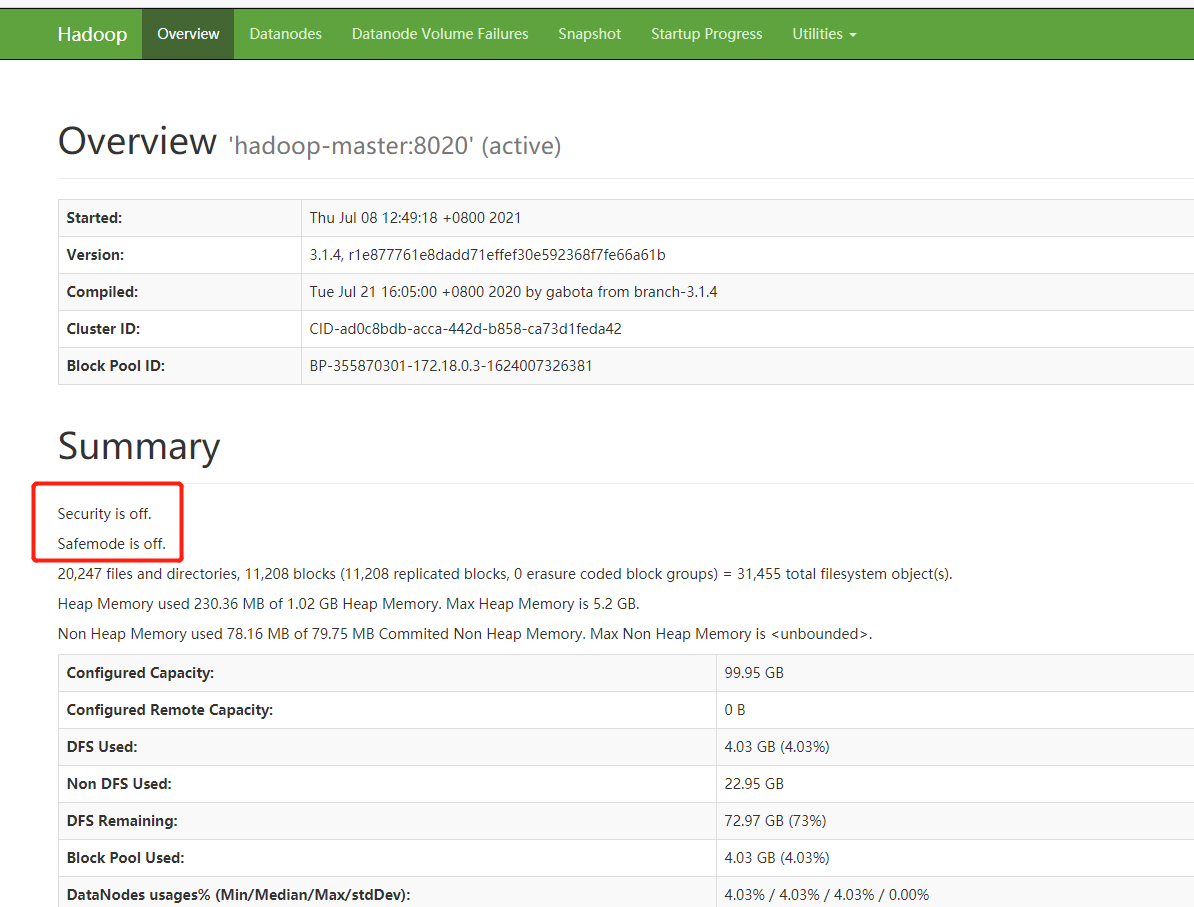 Hadoop Overview Datanodes Datanode Volume Failures Snapshot Startup Progress Utilities
Overview 'hadoop-master:8020' (active)
Started: Thu Jul 08 12:49:18 +0800 2021
Version: 3.1.4, r1e877761e8dadd71effef30e592368f7fe66a61b
Compiled: Tue Jul 21 16:05:00 +0800 2020 by gabota from branch-3.1.4
Cluster ID: CID-ad0c8bdb-acca-442d-b858-ca73d1feda42
Block Pool ID: BP-355870301-172.18.0.3-1624007326381
Summary
Security is off.
Safemode is off.
20,247 files and directories, 11,208 blocks (11,208 replicated blocks, 0 erasure coded block groups) = 31,455 total filesystem object(s).
Heap Memory used 230.36 MB of 1.02 GB Heap Memory. Max Heap Memory is 5.2 GB.
Non Heap Memory used 78.16 MB of 79.75 MB Commited Non Heap Memory. Max Non Heap Memory is <unbounded>.
Configured Capacity: 99.95 GB
Configured Remote Capacity: 0 B
DFS Used: 4.03 GB (4.03%)
Non DFS Used: 22.95 GB
DFS Remaining: 72.97 GB (73%)
Block Pool Used: 4.03 GB (4.03%)
DataNodes usages% (Min/Median/Max/stdDev): 4.03% / 4.03% / 4.03% / 0.00%